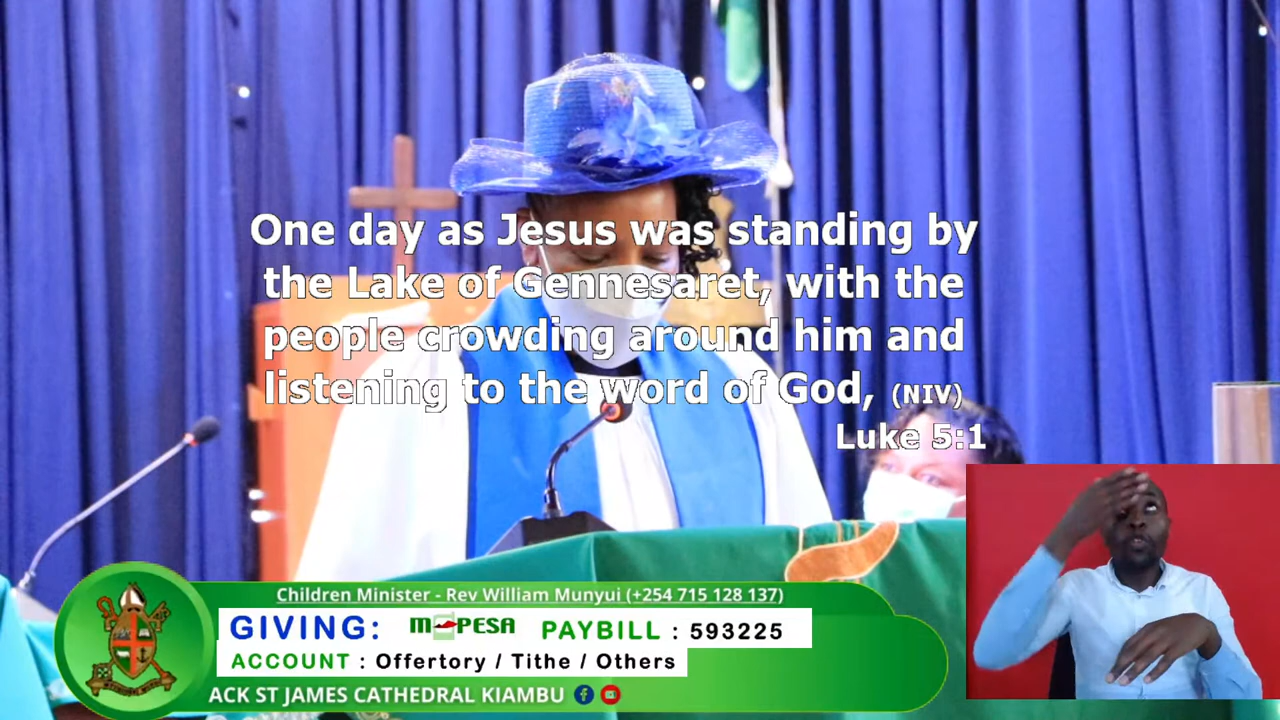 One day as Jesus was standing by
the Lake of Gennesaret, with the
people crowding around him and
listening to the word of God, (NIV)
Luke 5:1
Children Minister - Rev William Munyui (+254 715 128 137)
GIVING: M-PESA PAYBILL : 593225
ACCOUNT : Offertory / Tithe / Others
ACK ST JAMES CATHEDRAL KIAMBU